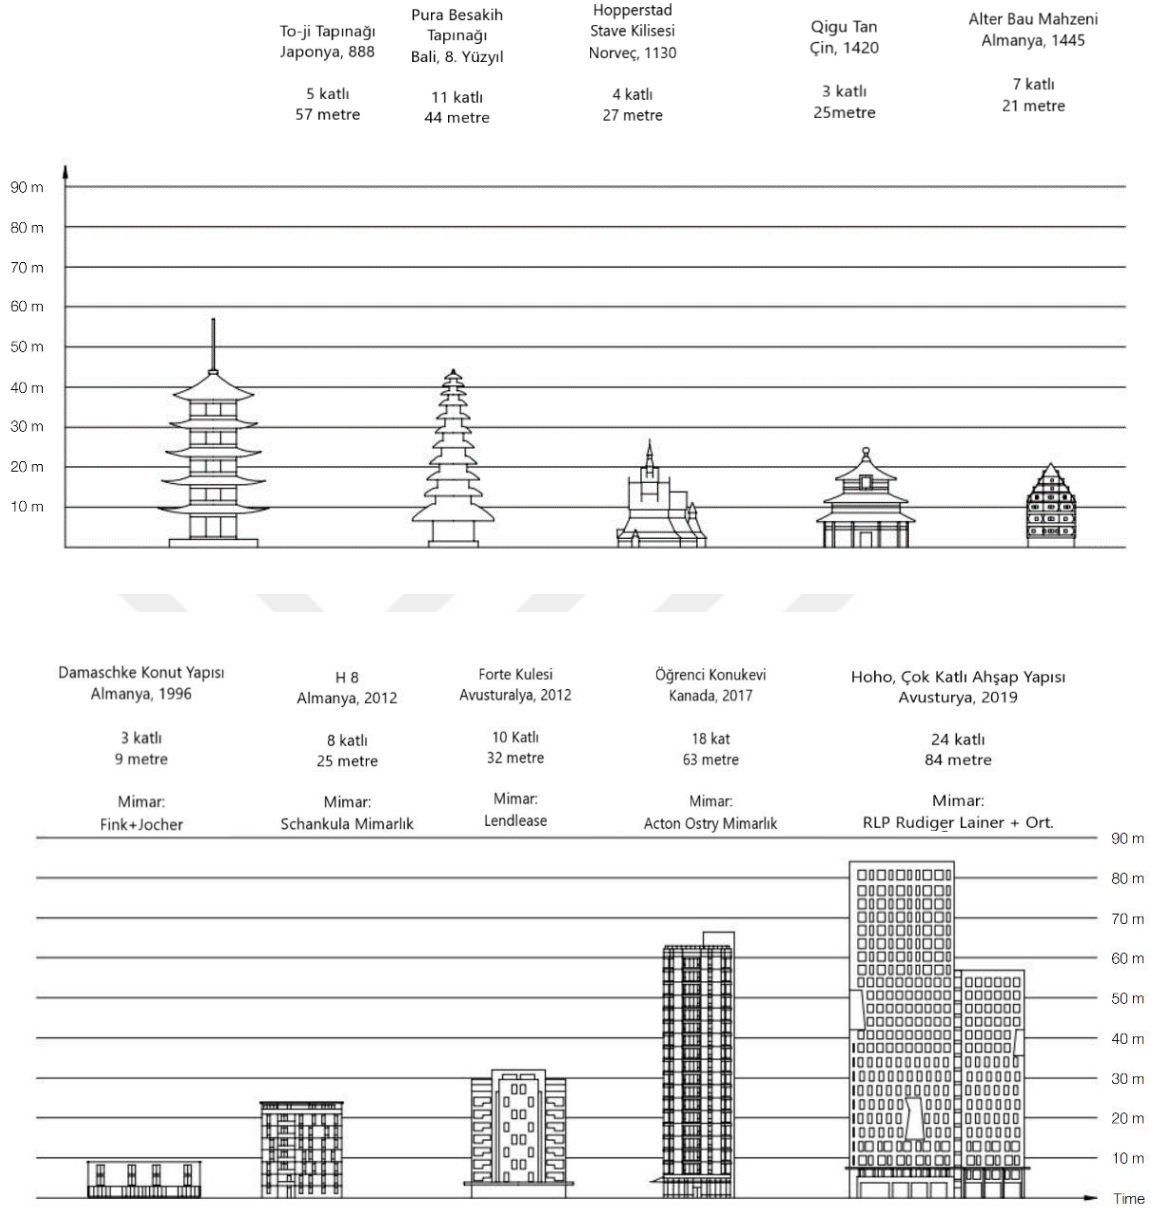 To-ji Tapınağı
Japonya, 888
5 katlı
57 metre
Pura Besakih
Tapınağı
Bali, 8. Yüzyıl
11 katlı
44 metre
Hopperstad
Stave Kilisesi
Norveç, 1130
4 katlı
27 metre
Qigu Tan
Çin, 1420
3 katlı
25metre
Alter Bau Mahzeni
Almanya, 1445
7 katlı
21 metre
90 m
80 m
70 m
60 m
50 m
40 m
30 m
20 m
10 m
Damaschke Konut Yapısı
Almanya, 1996
3 katlı
9 metre
Mimar:
Fink+Jocher
H 8
Almanya, 2012
8 katlı
25 metre
Mimar:
Schankula Mimarlık
Forte Kulesi
Avusturalya, 2012
10 Katlı
32 metre
Mimar:
Lendlease
Öğrenci Konukevi
Kanada, 2017
18 kat
63 metre
Mimar:
Acton Ostry Mimarlık
Hoho, Çok Katlı Ahşap Yapısı
Avusturya, 2019
24 katlı
84 metre
Mimar:
RLP Rudiger Lainer + Ort.
90 m
80 m
70 m
60 m
50 m
40 m
30 m
20 m
10 m
Time